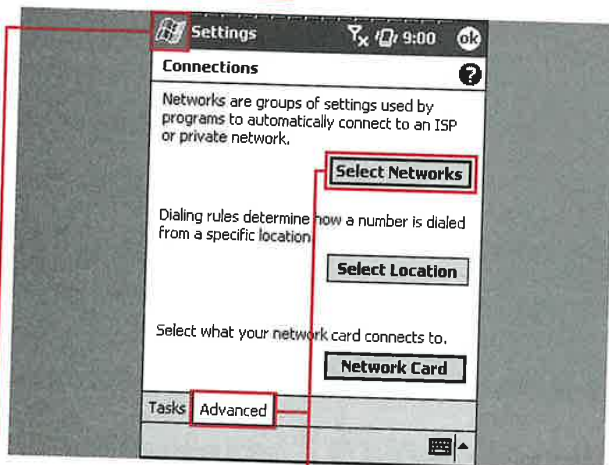 Settings 9:00 ok
Connections ?
Networks are groups of settings used by
programs to automatically connect to an ISP
or private network.
Select Networks
Dialing rules determine how a number is dialed
from a specific location
Select Location
Select what your network card connects to.
Network Card
Tasks Advanced